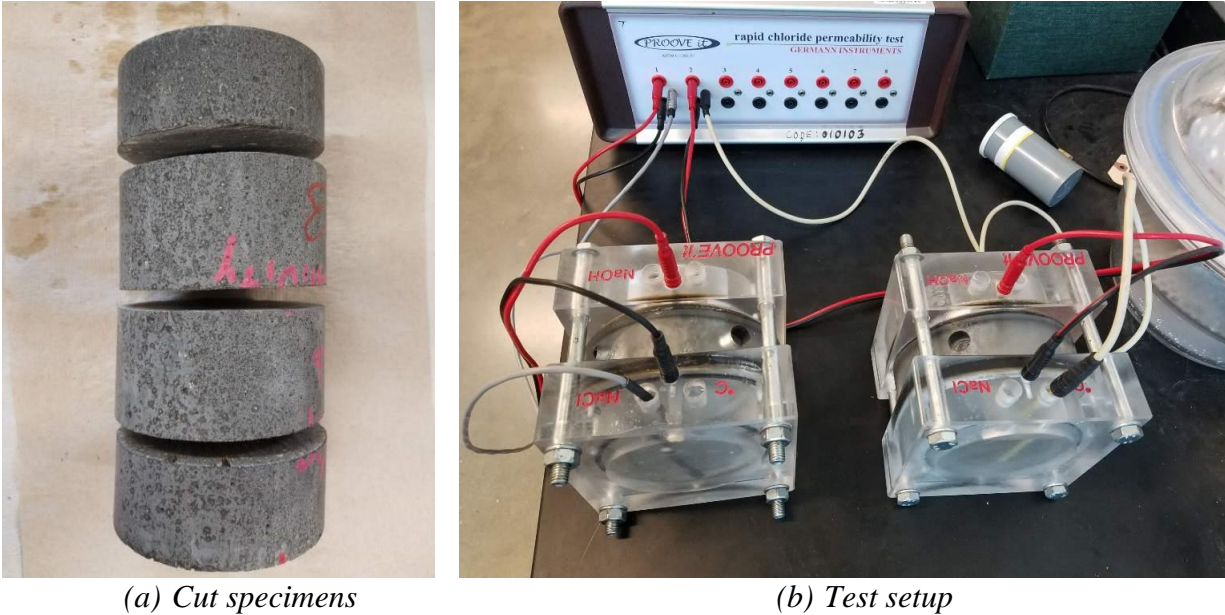 PROOVE it
rapid chloride permeability test
GERMANN INSTRUMENTS
1 2 3 4 5 6 7 8
Code: 010103
PROOVE it
NaOH
NaCl
°C
PROOVE it
NaOH
NaCl
°C
(a) Cut specimens
(b) Test setup